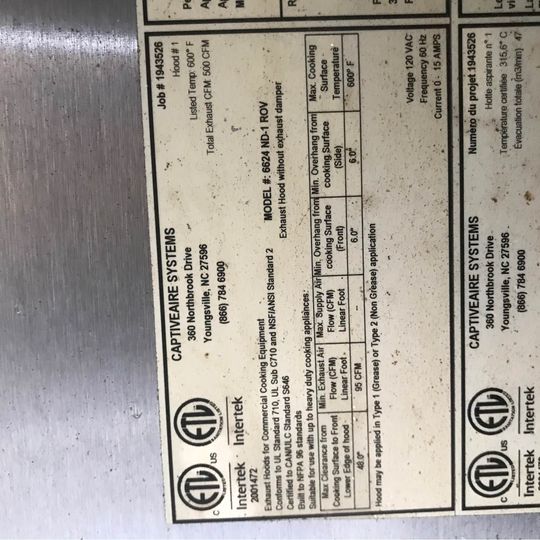 Job # 1943526
Hood # 1
Listed Temp: 600° F
Total Exhaust CFM: 500 CFM
CAPTIVEAIRE SYSTEMS
360 Northbrook Drive
Youngsville, NC 27596
(866) 784 6900
C ETL US
ETL
Intertek Intertek
2001472
Exhaust Hoods for Commercial Cooking Equipment
Conforms to UL Standard 710, UL Sub C710 and NSF/ANSI Standard 2
Certified to CAN/ULC Standard S646
Built to NFPA 96 standards
MODEL #: 6624 ND-1 ROV
Exhaust Hood without exhaust damper
Suitable for use with up to heavy duty cooking appliances:
Max Clearance from Cooking Surface to Front Lower Edge of hood
Min. Exhaust Air Flow (CFM) Linear Foot
Max. Supply Air Flow (CFM) Linear Foot
Min. Overhang from cooking Surface (Front)
Min. Overhang from cooking Surface (Side)
Max. Cooking Surface Temperature
48.0" 95 CFM -- 6.0" 6.0" 600° F
Hood may be applied in Type 1 (Grease) or Type 2 (Non Grease) application
Voltage 120 VAC
Frequency 60 Hz
Current 0 - 15 AMPS
Numéro du projet 1943526
Hotte aspirante n° 1
Température certifiée : 315,6° C
CAPTIVEAIRE SYSTEMS
360 Northbrook Drive
Youngsville, NC 27596
(866) 784 6900
C ETL US
ETL
Intertek Intertek